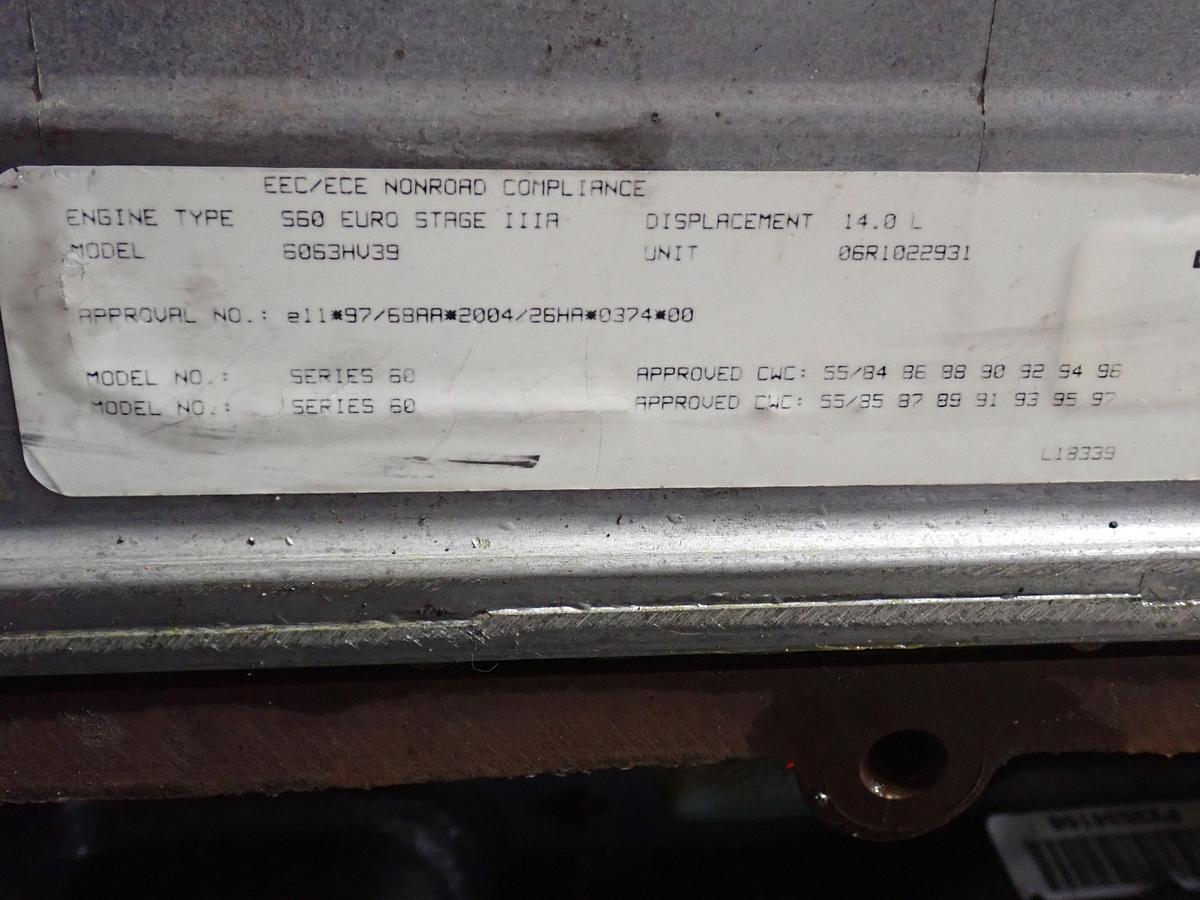 EEC/ECE NONROAD COMPLIANCE
ENGINE TYPE S60 EURO STAGE IIIA DISPLACEMENT 14.0 L
MODEL 6063HV39 UNIT 06R1022931
APPROVAL NO.: e11*97/68AA*2004/26HA*0374*00
MODEL NO.: SERIES 60 APPROVED CWC: 55/84 86 88 90 92 94 96
MODEL NO.: SERIES 60 APPROVED CWC: 55/85 87 89 91 93 95 97
L18339